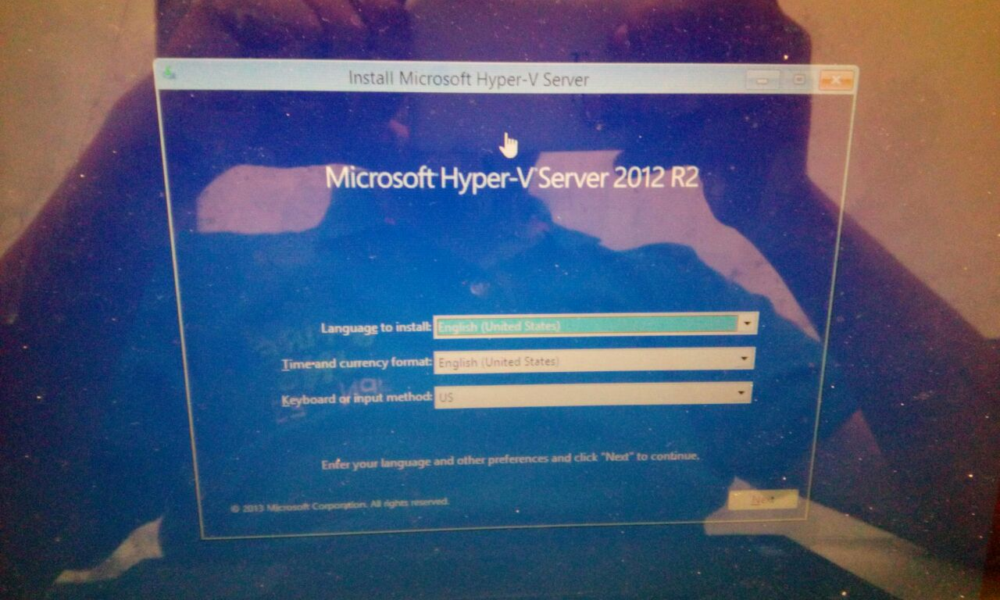 Install Microsoft Hyper-V Server
Microsoft Hyper-V Server 2012 R2
Language to install: English (United States)
Time and currency format: English (United States)
Keyboard or input method: US
Enter your language and other preferences and click "Next" to continue.
© 2013 Microsoft Corporation. All rights reserved.
Next